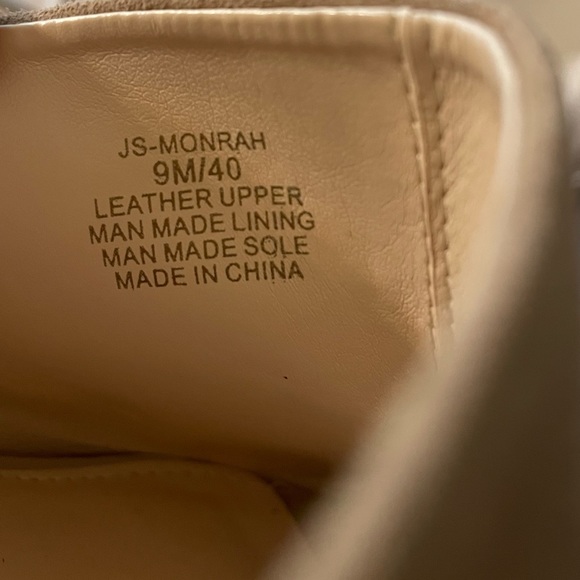 JS-MONRAH
9M/40
LEATHER UPPER
MAN MADE LINING
MAN MADE SOLE
MADE IN CHINA